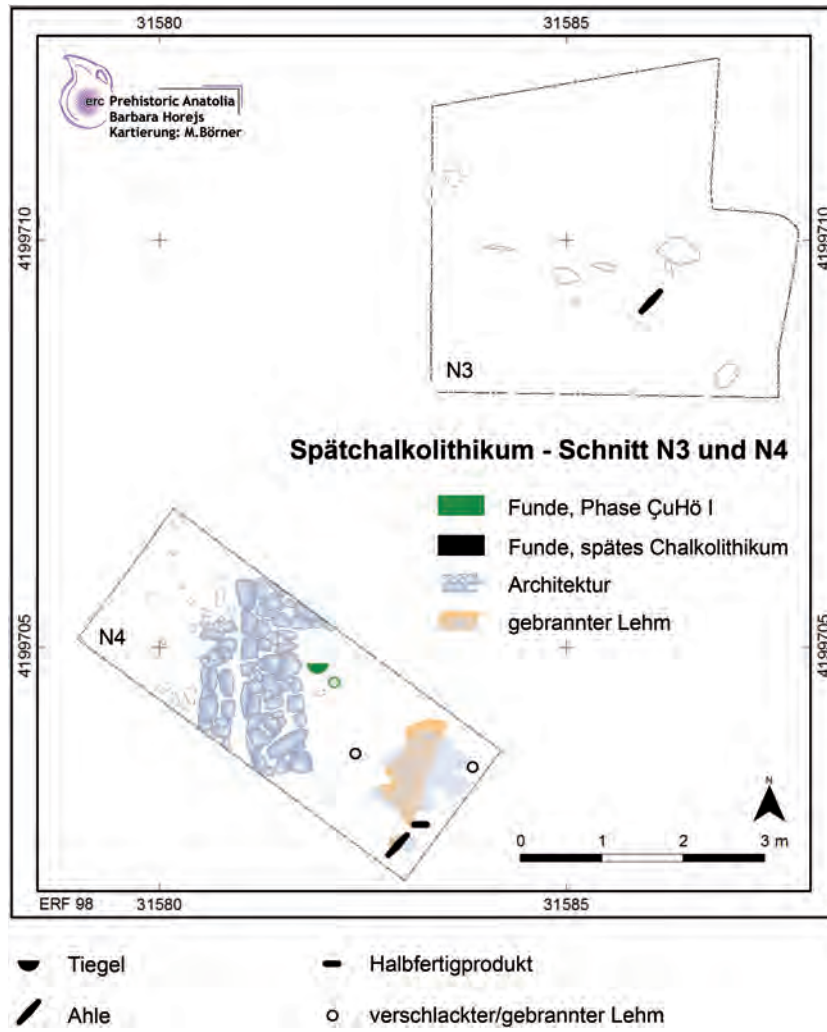 31580
31585
erc Prehistoric Anatolia
Barbara Horejs
Kartierung: M.Börner
4199710
4199710
N3
Spätchalkolithikum - Schnitt N3 und N4
Funde, Phase ÇuHö I
Funde, spätes Chalkolithikum
Architektur
gebrannter Lehm
4199705
4199705
N4
N
0 1 2 3 m
ERF 98
31580
31585
Tiegel
Halbfertigprodukt
Ahle
verschlackter/gebrannter Lehm